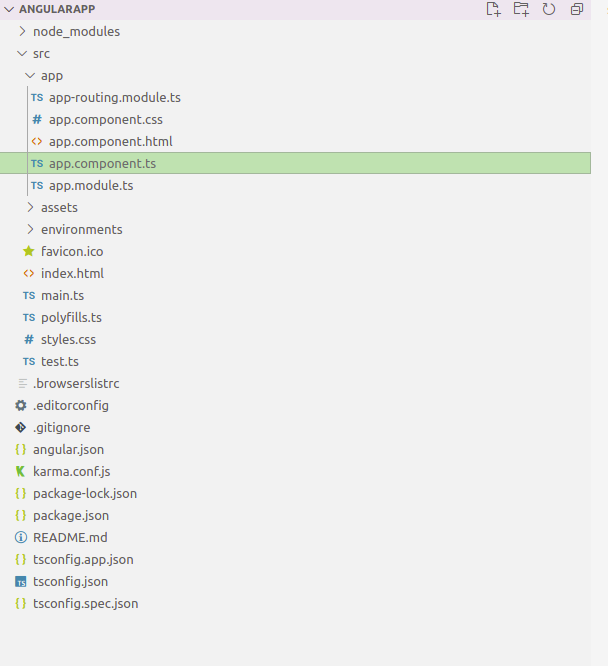 ANGULARAPP
node_modules
src
app
TS app-routing.module.ts
# app.component.css
<> app.component.html
TS app.component.ts
TS app.module.ts
assets
environments
favicon.ico
<> index.html
TS main.ts
TS polyfills.ts
# styles.css
TS test.ts
.browserslistrc
.editorconfig
.gitignore
{} angular.json
karma.conf.js
{} package-lock.json
{} package.json
README.md
{} tsconfig.app.json
TS tsconfig.json
{} tsconfig.spec.json